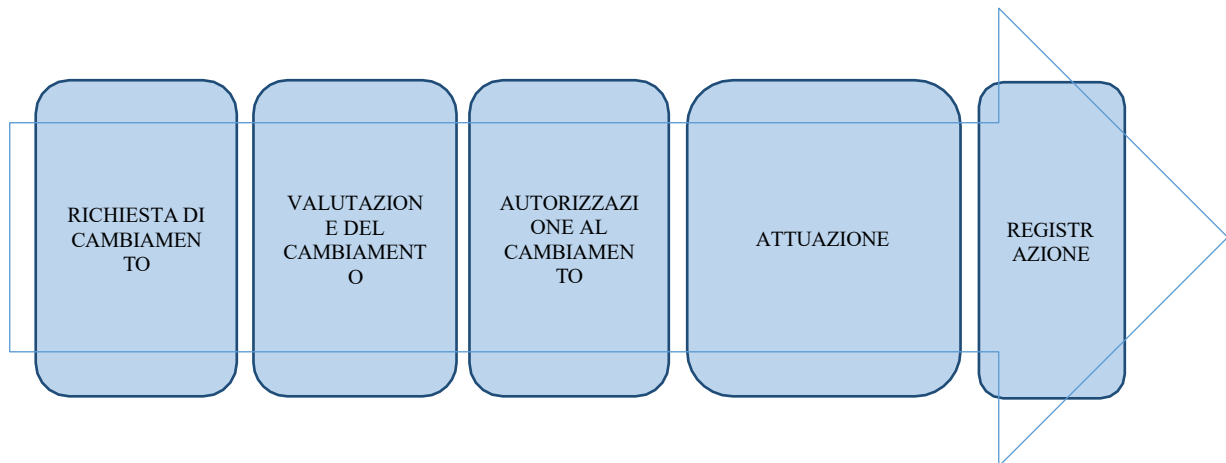 RICHIESTA DI
CAMBIAMEN
TO
VALUTAZION
E DEL
CAMBIAMENT
O
AUTORIZZAZI
ONE AL
CAMBIAMEN
TO
ATTUAZIONE
REGISTR
AZIONE